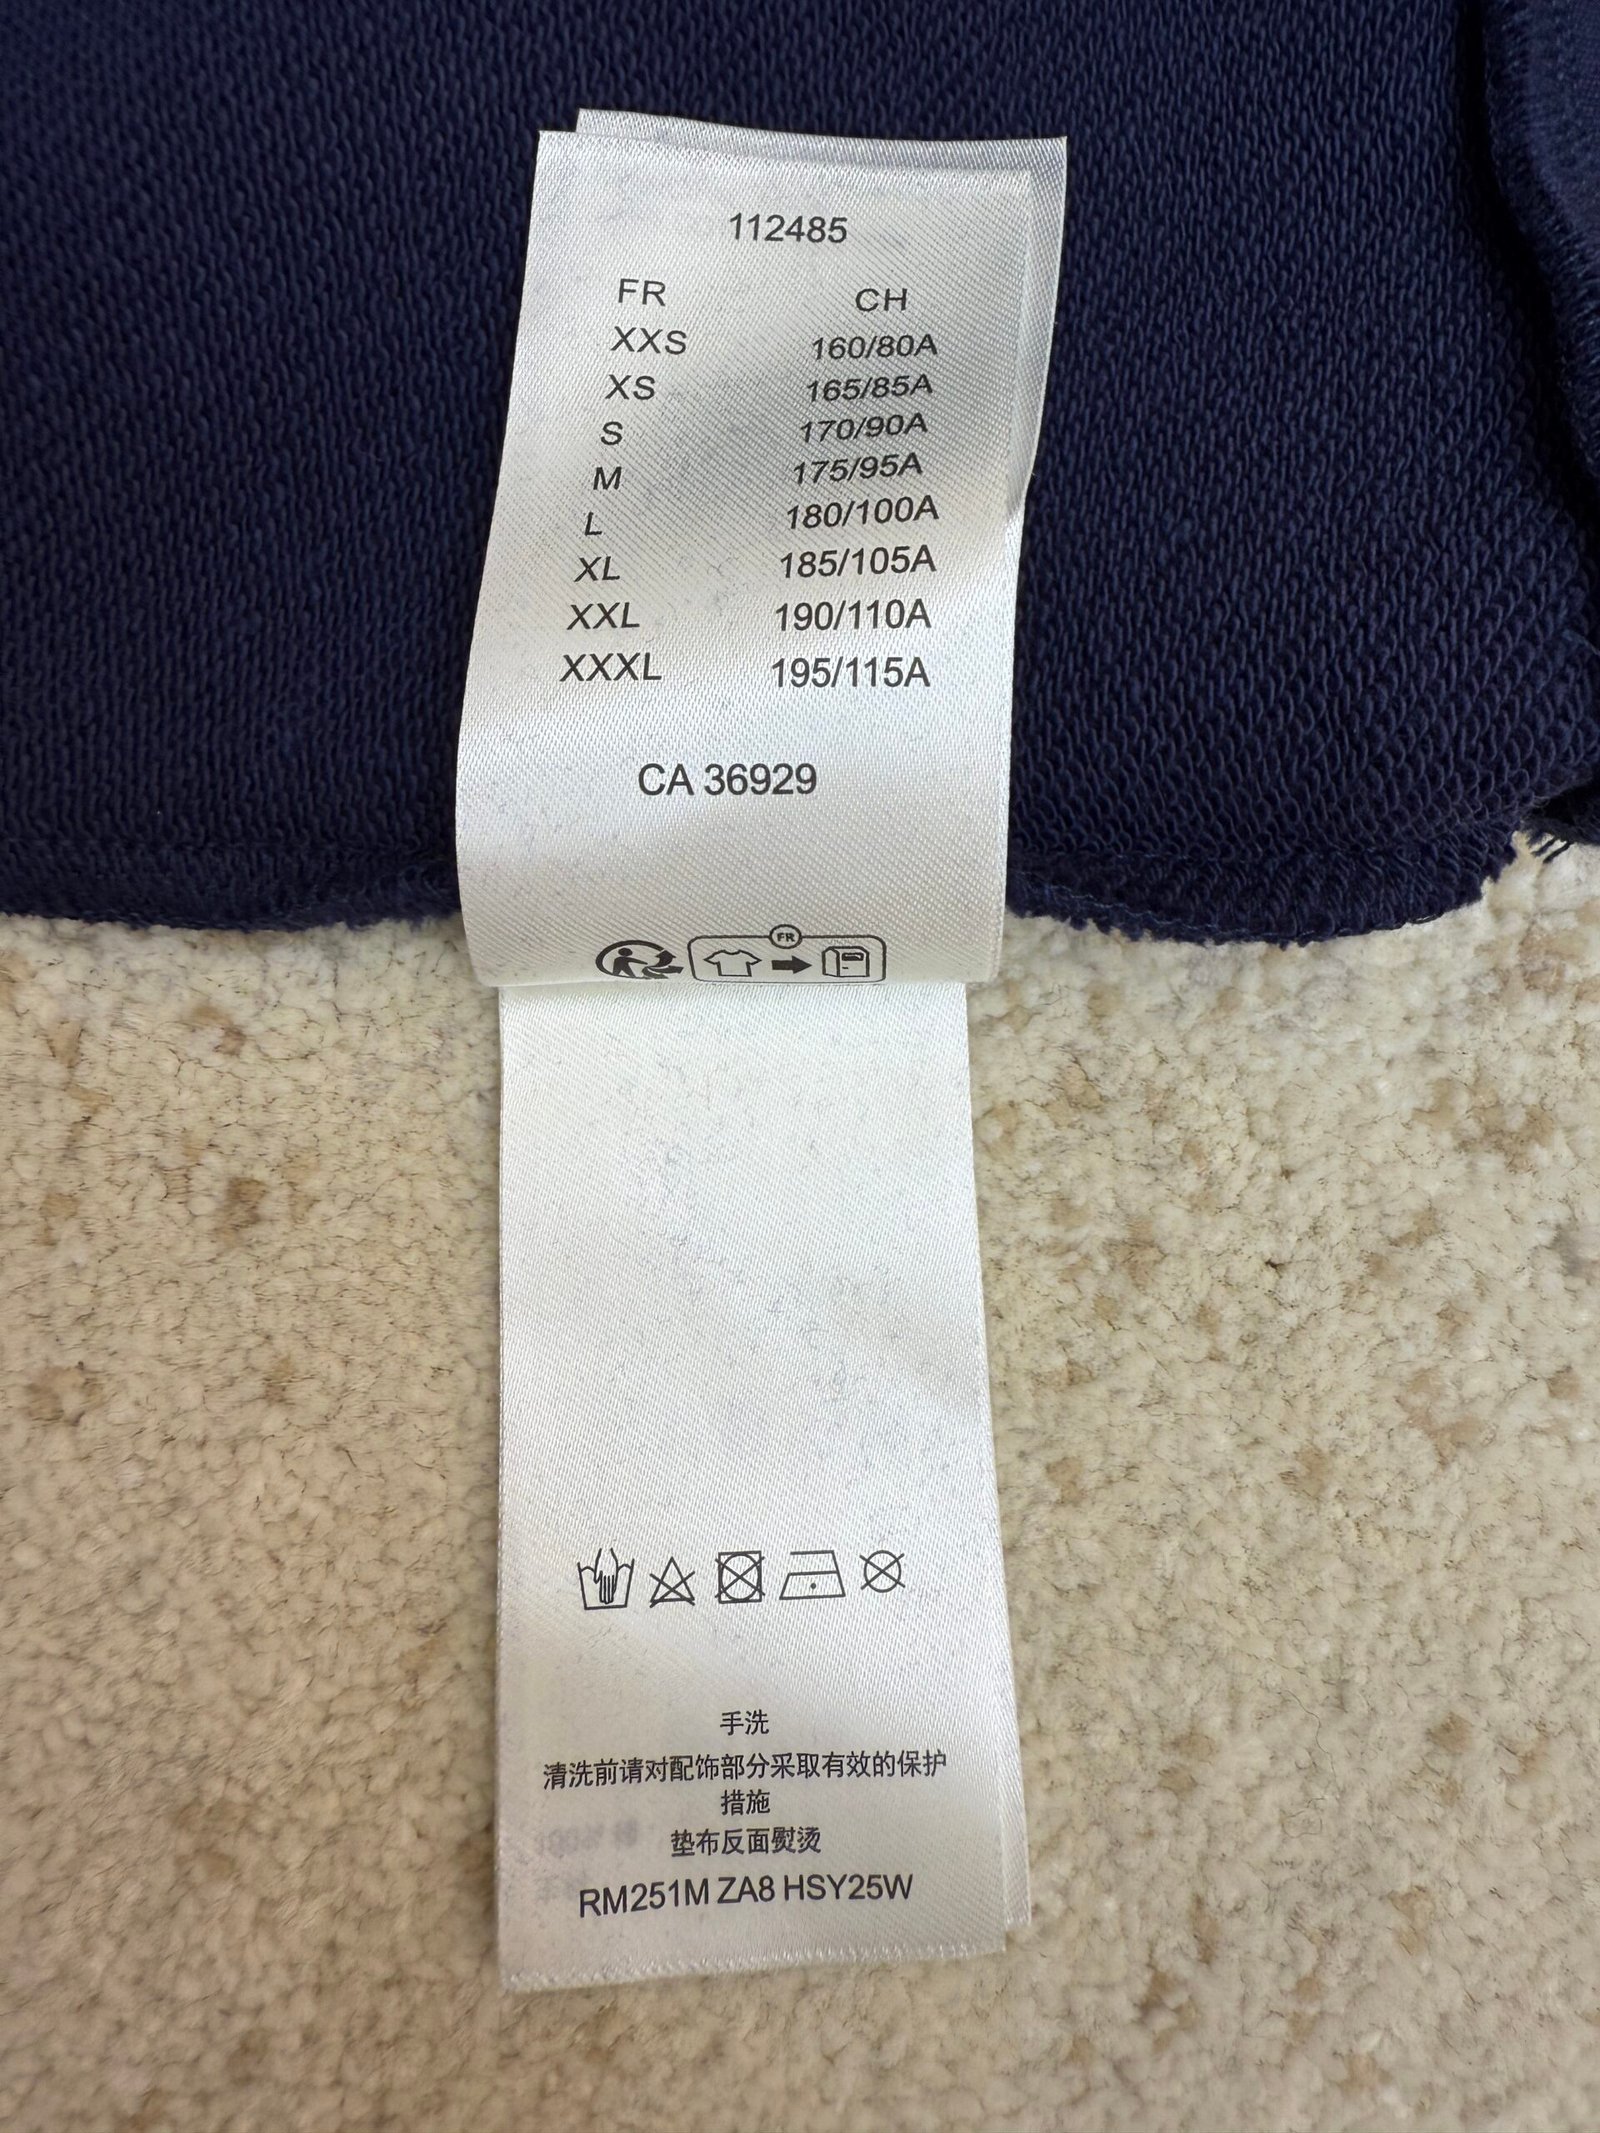 112485
FR CH
XXS 160/80A
XS 165/85A
S 170/90A
M 175/95A
L 180/100A
XL 185/105A
XXL 190/110A
XXXL 195/115A
CA 36929
FR
手洗
清洗前请对配饰部分采取有效的保护
措施
垫布反面熨烫
RM251M ZA8 HSY25W